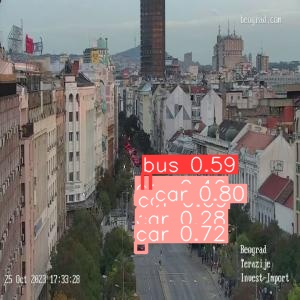 beograd.com
bus 0.59
car 0.80
car 0.28
car 0.72
Beograd
Terazije
Invest-Import
25 Oct 2023 17:33:28